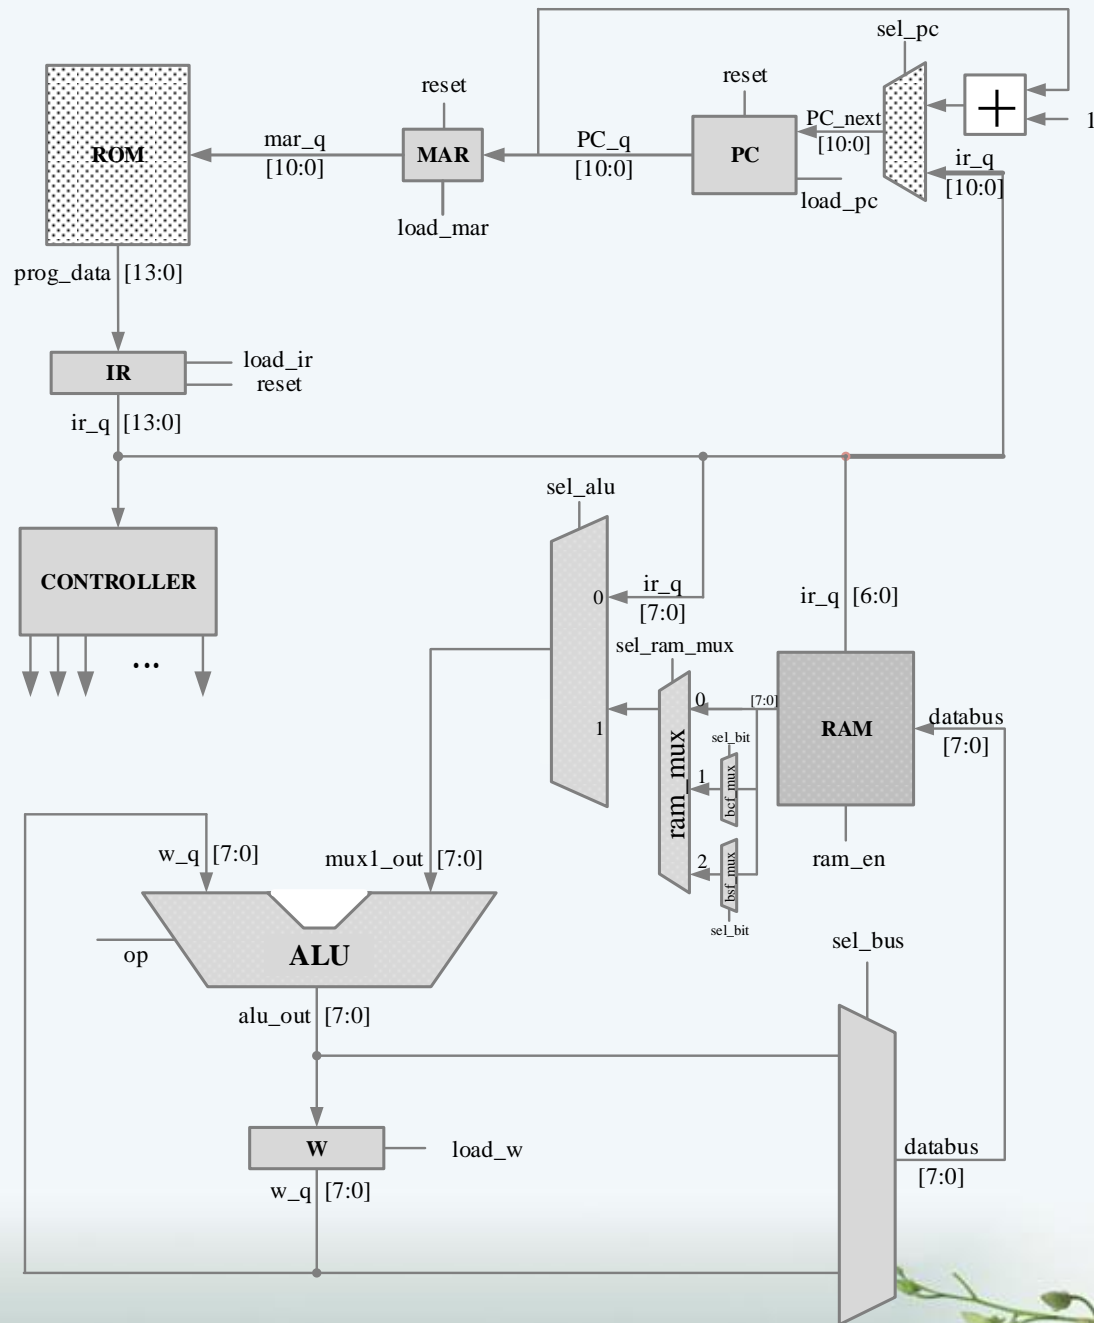 sel_pc
reset
reset
+
1
PC_next
[10:0]
ROM
mar_q
[10:0]
MAR
PC_q
[10:0]
PC
ir_q
[10:0]
load_pc
load_mar
prog_data [13:0]
IR
load_ir
reset
ir_q [13:0]
sel_alu
CONTROLLER
...
0
ir_q
[7:0]
ir_q [6:0]
sel_ram_mux
0
[7:0]
RAM
databus
[7:0]
1
ram_mux
sel_bit
1
bcf_mux
2
bsf_mux
sel_bit
ram_en
w_q [7:0]
mux1_out [7:0]
op
ALU
sel_bus
alu_out [7:0]
W
load_w
databus
[7:0]
w_q [7:0]